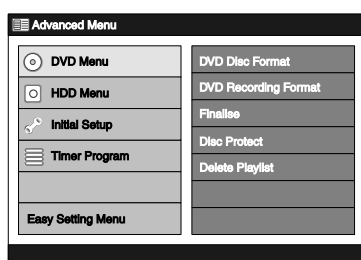 Advanced Menu
DVD Menu
HDD Menu
Initial Setup
Timer Program
Easy Setting Menu
DVD Disc Format
DVD Recording Format
Finalise
Disc Protect
Delete Playlist